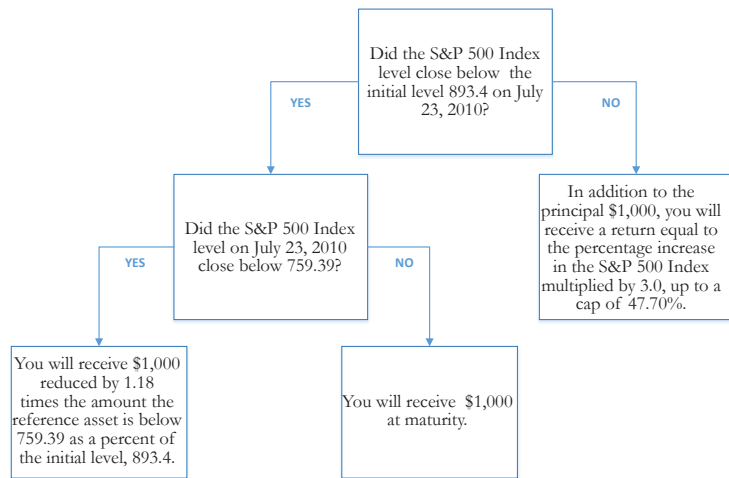 Did the S&P 500 Index
level close below the
initial level 893.4 on July
23, 2010?
YES
NO
Did the S&P 500 Index
level on July 23, 2010
close below 759.39?
In addition to the
principal $1,000, you will
receive a return equal to
the percentage increase
in the S&P 500 Index
multiplied by 3.0, up to a
cap of 47.70%.
YES
NO
You will receive $1,000
reduced by 1.18
times the amount the
reference asset is below
759.39 as a percent of
the initial level, 893.4.
You will receive $1,000
at maturity.